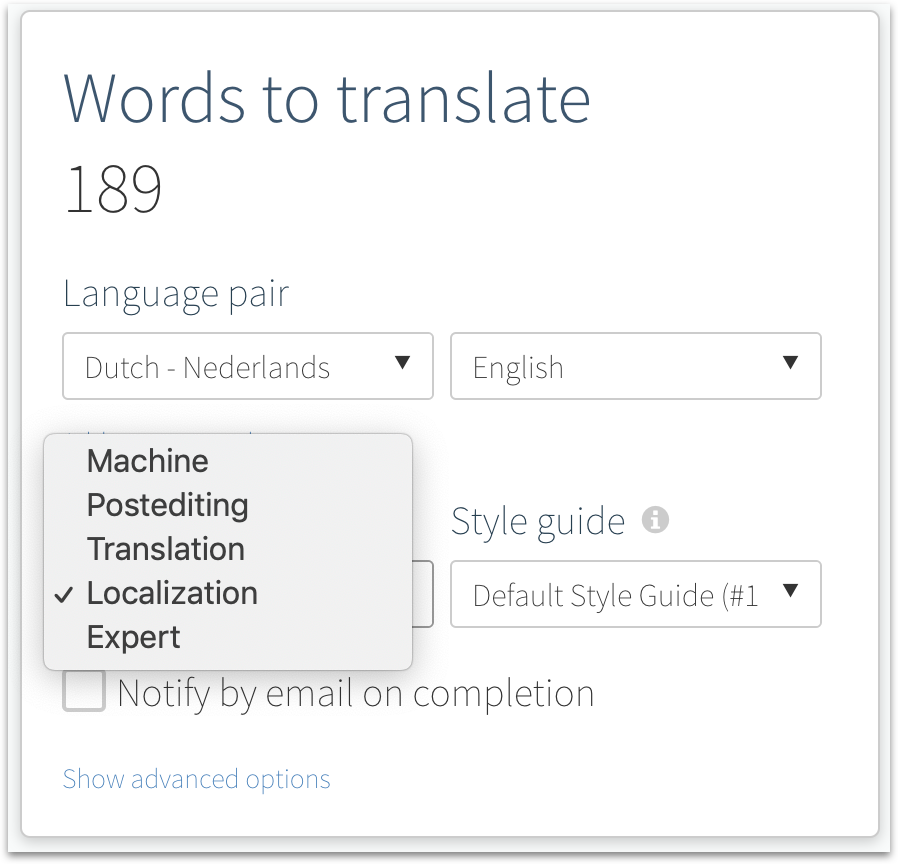 Words to translate
189
Language pair
Dutch - Nederlands ▼ English ▼
Machine
Postediting
Translation
✓ Localization
Expert
Style guide
Default Style Guide (#1 ▼
Notify by email on completion
Show advanced options